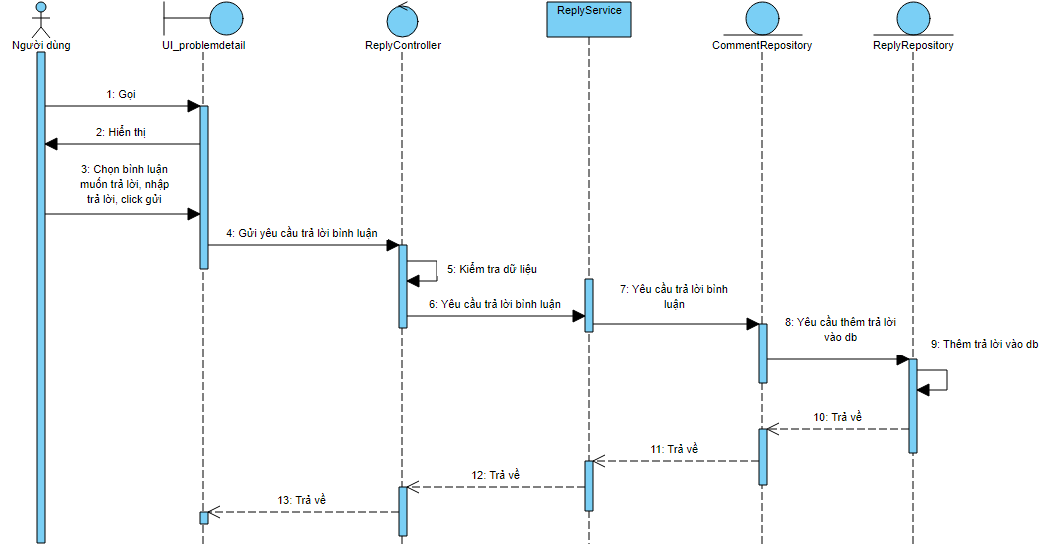 ReplyService
Người dùng
UI_problemdetail
ReplyController
CommentRepository
ReplyRepository
1: Gọi
2: Hiển thị
3: Chọn bình luận
muốn trả lời, nhập
trả lời, click gửi
4: Gửi yêu cầu trả lời bình luận
5: Kiểm tra dữ liệu
6: Yêu cầu trả lời bình luận
7: Yêu cầu trả lời bình
luận
8: Yêu cầu thêm trả lời
vào db
9: Thêm trả lời vào db
10: Trả về
11: Trả về
12: Trả về
13: Trả về